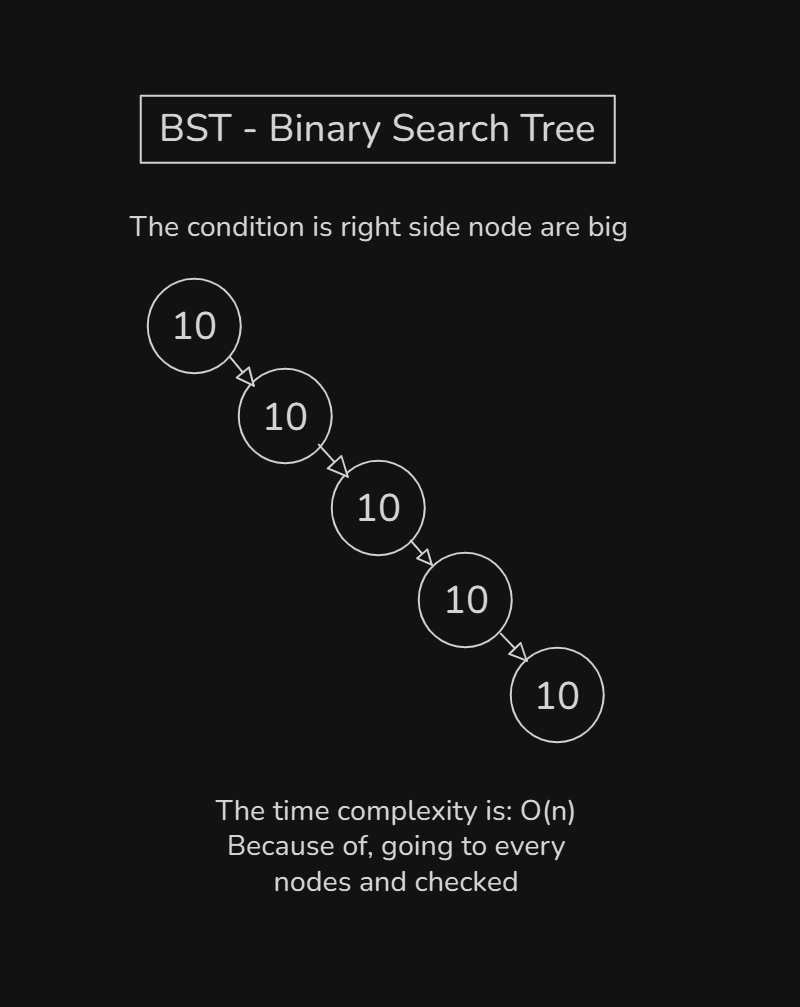 BST - Binary Search Tree
The condition is right side node are big
10
10
10
10
10
The time complexity is: O(n)
Because of, going to every
nodes and checked